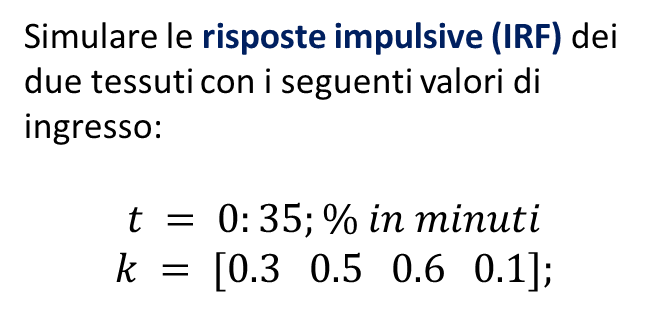 Simulare le risposte impulsive (IRF) dei
due tessuti con i seguenti valori di
ingresso:
t = 0: 35; % in minuti
k = [0.3 0.5 0.6 0.1];